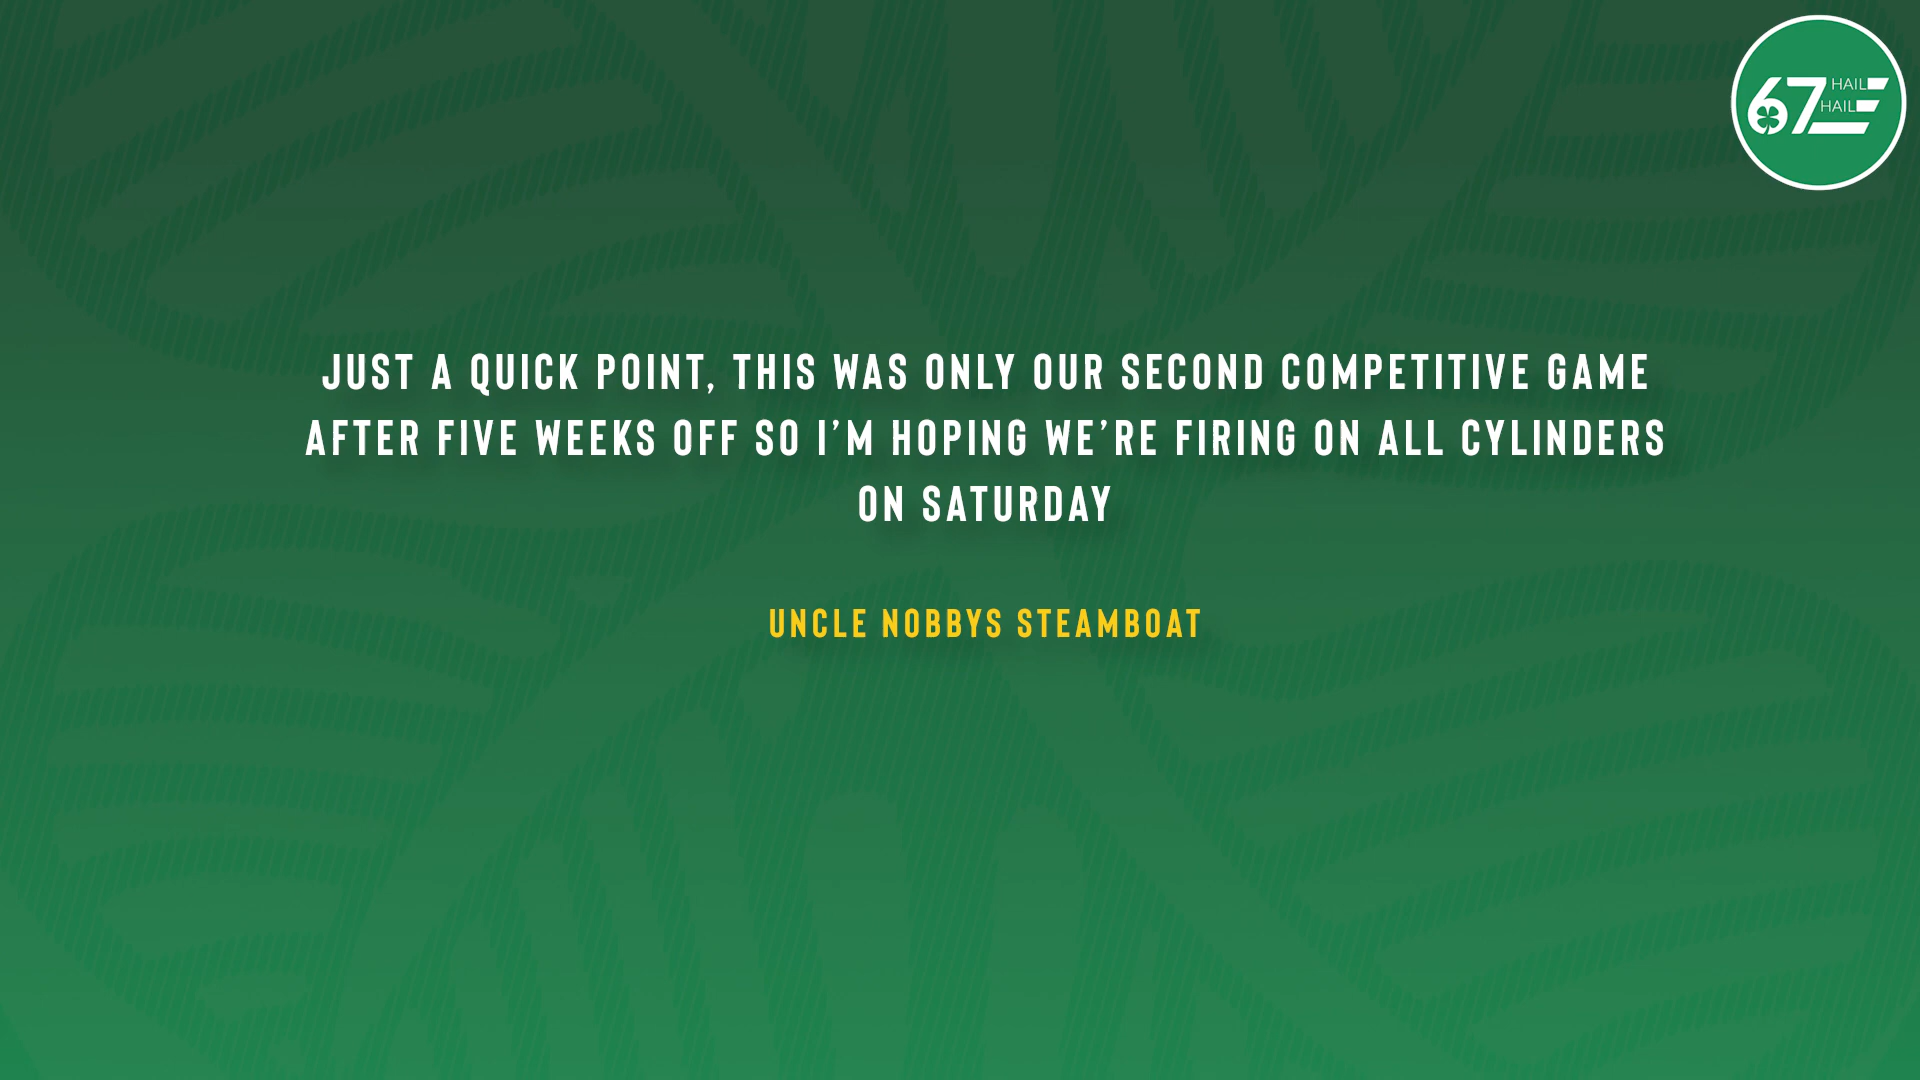 67 HAIL
HAIL
JUST A QUICK POINT, THIS WAS ONLY OUR SECOND COMPETITIVE GAME
AFTER FIVE WEEKS OFF SO I’M HOPING WE’RE FIRING ON ALL CYLINDERS
ON SATURDAY
UNCLE NOBBYS STEAMBOAT